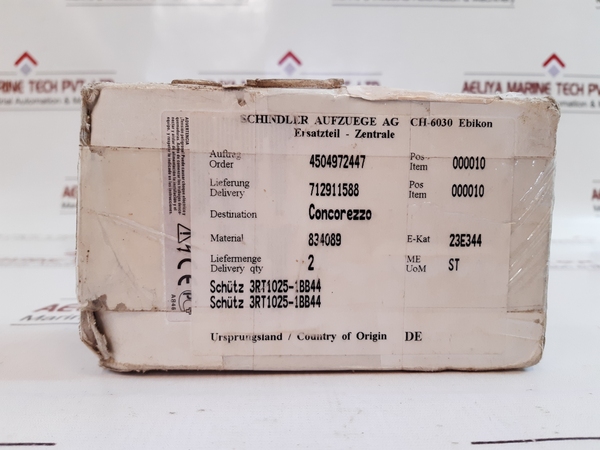 SCHINDLER AUFZUEGE AG CH-6030 Ebikon
Ersatzteil - Zentrale
Auftrag
Order 4504972447 Pos
Item 000010
Lieferung
Delivery 712911588 Pos
Item 000010
Destination Concorezzo
Material 834089 E-Kat 23E344
Liefermenge
Delivery qty 2 ME
UoM ST
Schütz 3RT1025-1BB44
Schütz 3RT1025-1BB44
Ursprungsland / Country of Origin DE
CE
AELIYA MARINE TECH PVT